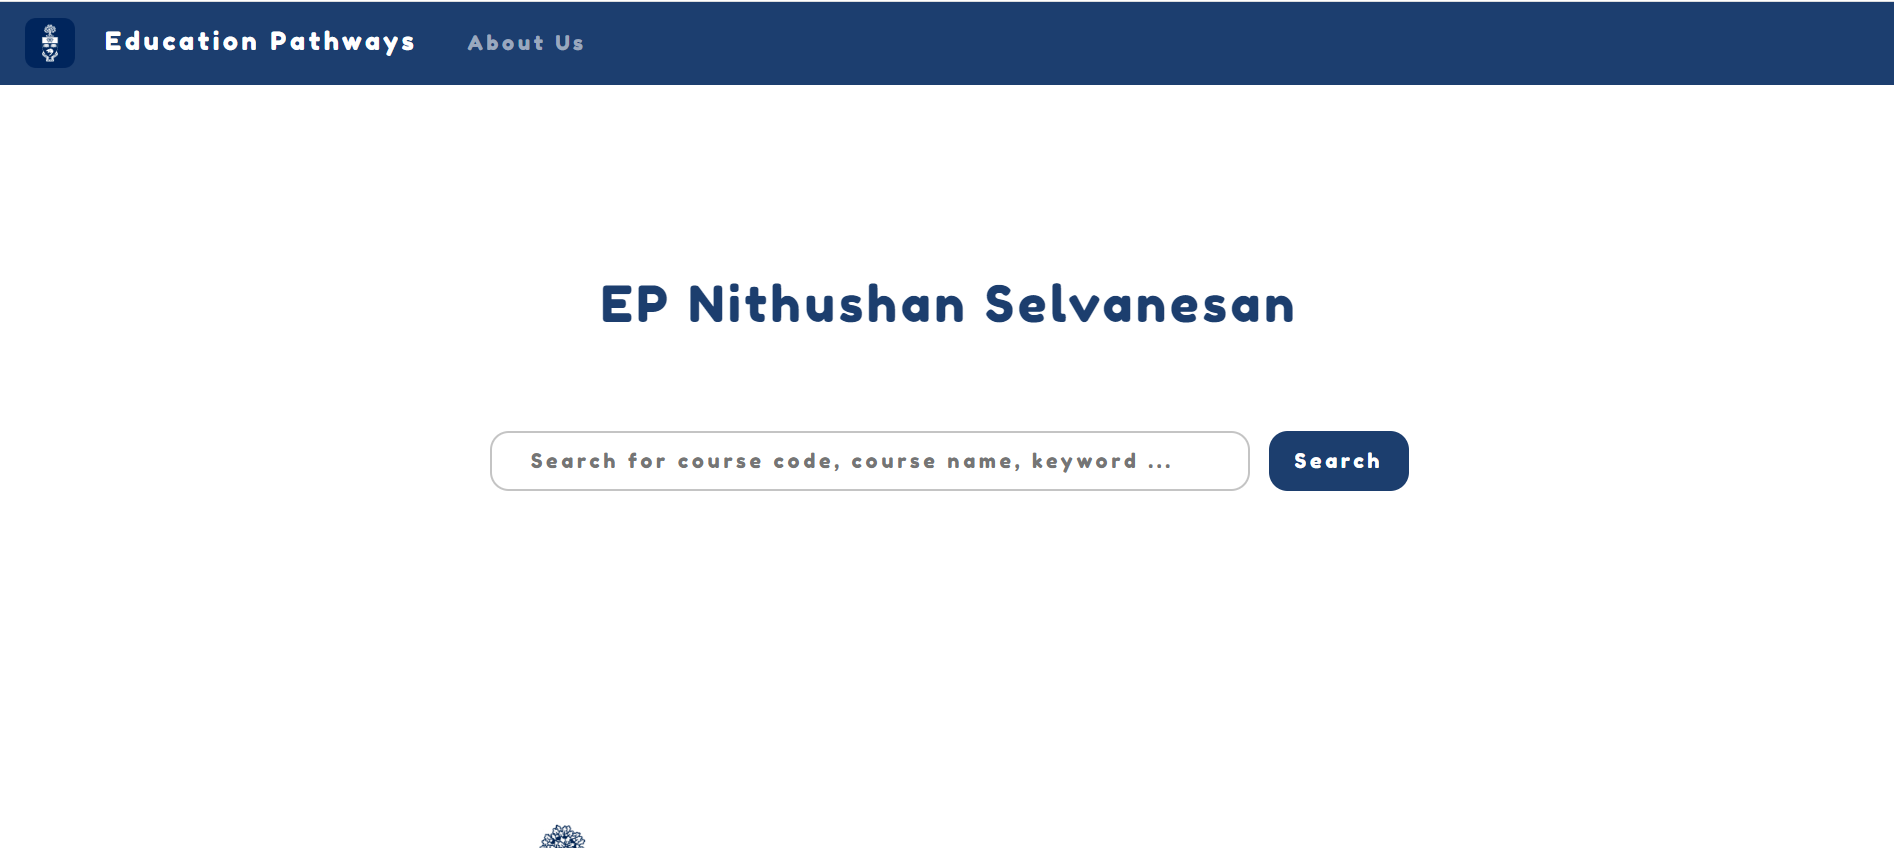 Education Pathways
About Us
EP Nithushan Selvanesan
Search for course code, course name, keyword ...
Search